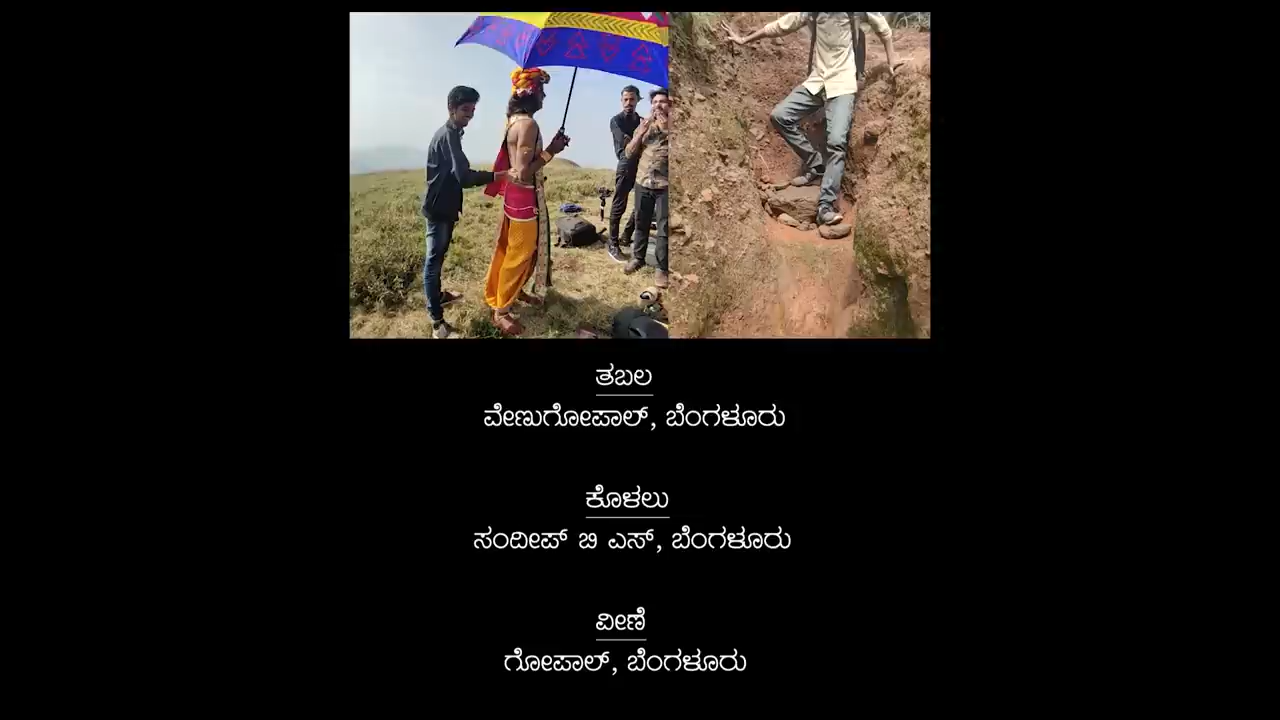 ತಬಲ
ವೇಣುಗೋಪಾಲ್, ಬೆಂಗಳೂರು
ಕೊಳಲು
ಸಂದೀಪ್ ಬಿ ಎಸ್, ಬೆಂಗಳೂರು
ವೀಣೆ
ಗೋಪಾಲ್, ಬೆಂಗಳೂರು